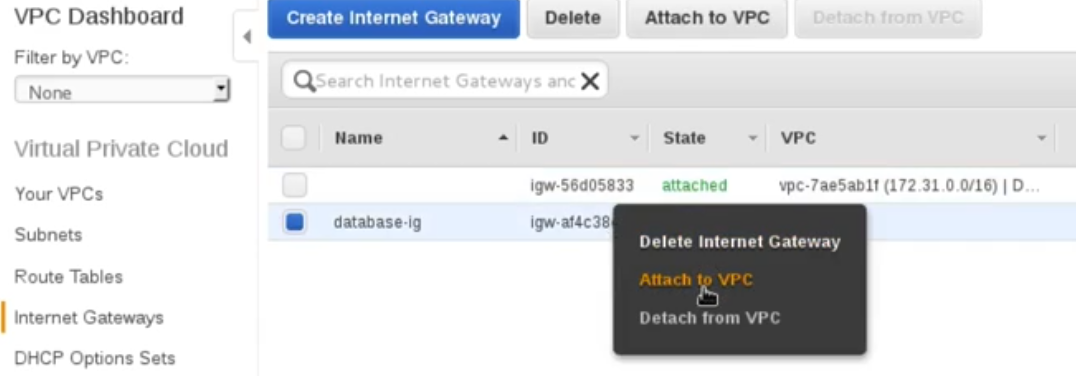 VPC Dashboard
Filter by VPC:
None
Virtual Private Cloud
Your VPCs
Subnets
Route Tables
Internet Gateways
DHCP Options Sets
Create Internet Gateway Delete Attach to VPC Detach from VPC
Search Internet Gateways anc
Name ID State VPC
igw-56d05833 attached vpc-7ae5ab1f (172.31.0.0/16) | D...
database-ig igw-af4c38
Delete Internet Gateway
Attach to VPC
Detach from VPC